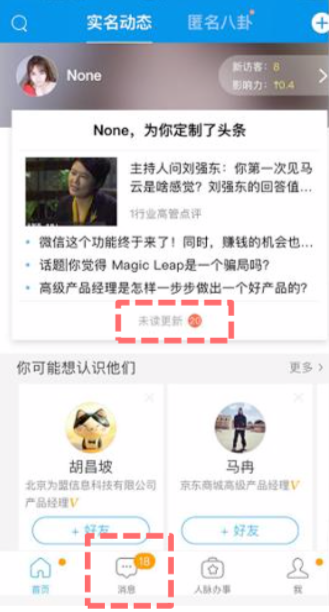 实名动态 匿名八卦
None
新访客：8
影响力：↑0.4
None，为你定制了头条
主持人问刘强东：你第一次见马
云是啥感觉？刘强东的回答值...
1行业高管点评
• 微信这个功能终于来了！同时，赚钱的机会也...
• 话题|你觉得 Magic Leap是一个骗局吗？
• 高级产品经理是怎样一步步做出一个好产品的？
未读更新 20
你可能想认识他们 更多 >
胡昌坡
北京为盟信息科技有限公司
产品经理V
+ 好友
马冉
京东商城高级产品经理V
+ 好友
18
首页 消息 人脉办事 我